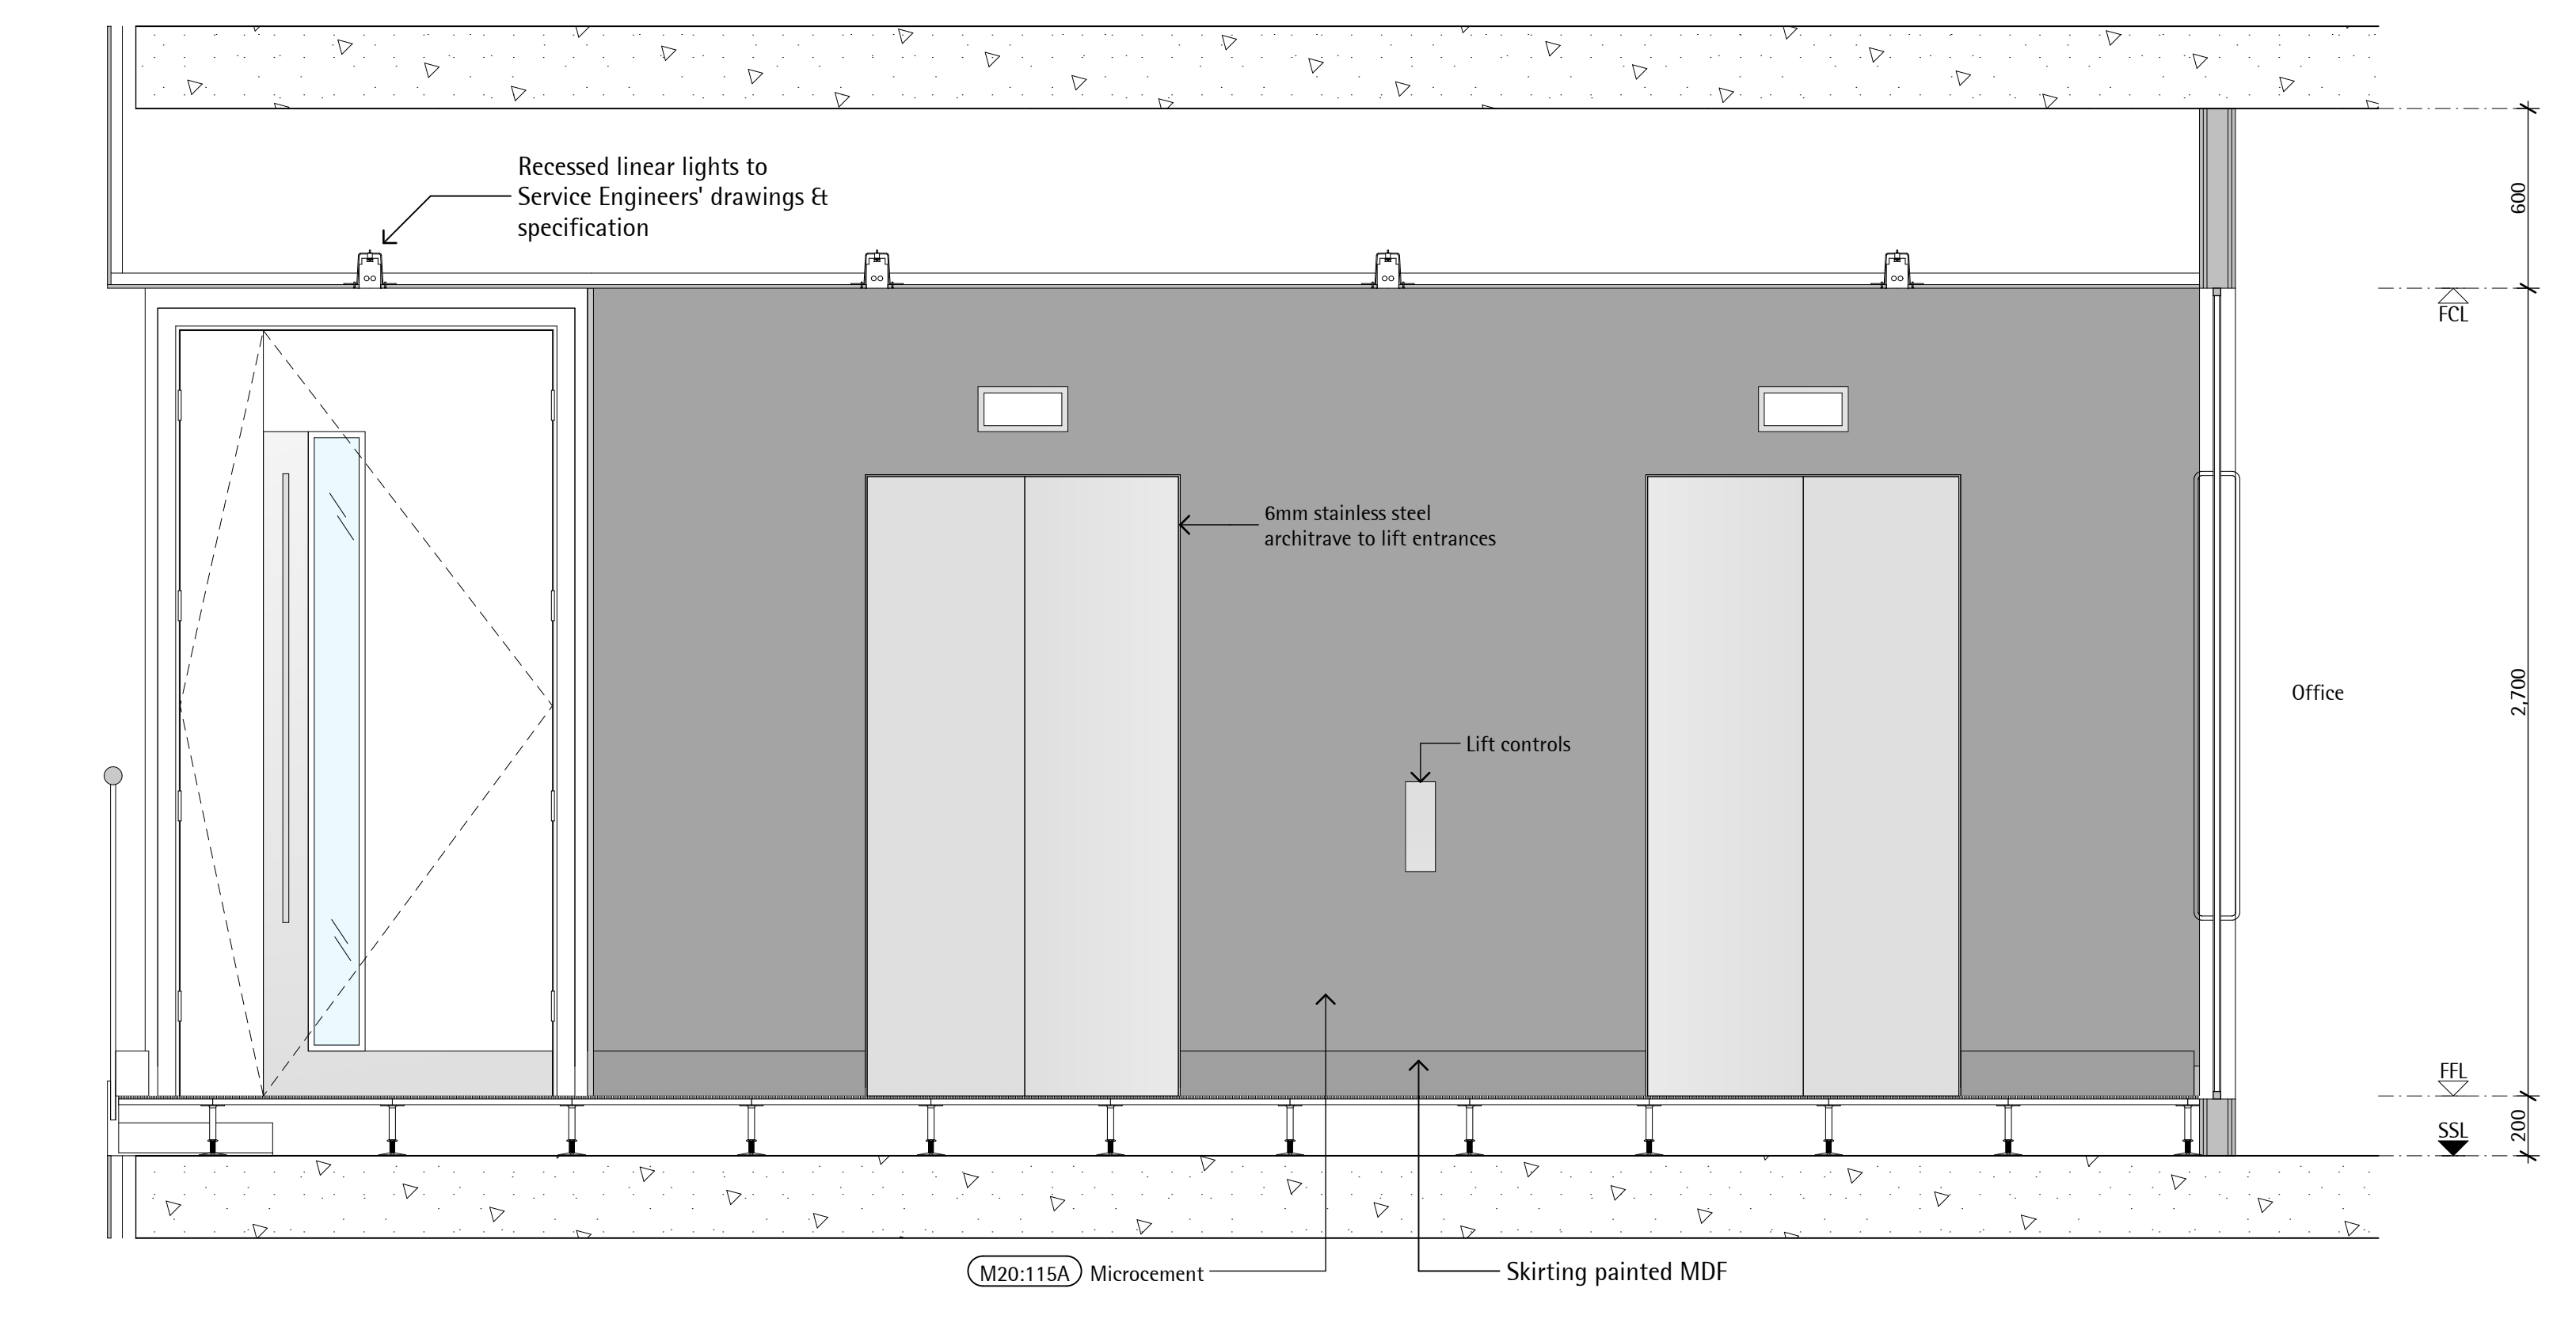 Recessed linear lights to
Service Engineers' drawings &
specification
600
FCL
6mm stainless steel
architrave to lift entrances
Office
2,700
Lift controls
FFL
SSL
200
M20:115A Microcement
Skirting painted MDF